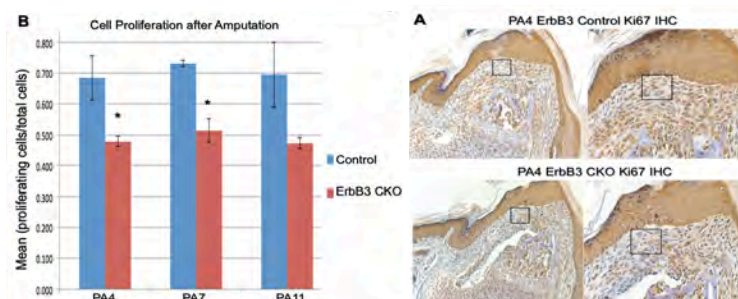 B
Cell Proliferation after Amputation
Mean (proliferating cells/total cells)
0.800
0.700
0.600
0.500
0.400
0.300
0.200
0.100
0.000
*
*
PA4
PA7
PA11
Control
ErbB3 CKO
A
PA4 ErbB3 Control Ki67 IHC
PA4 ErbB3 CKO Ki67 IHC